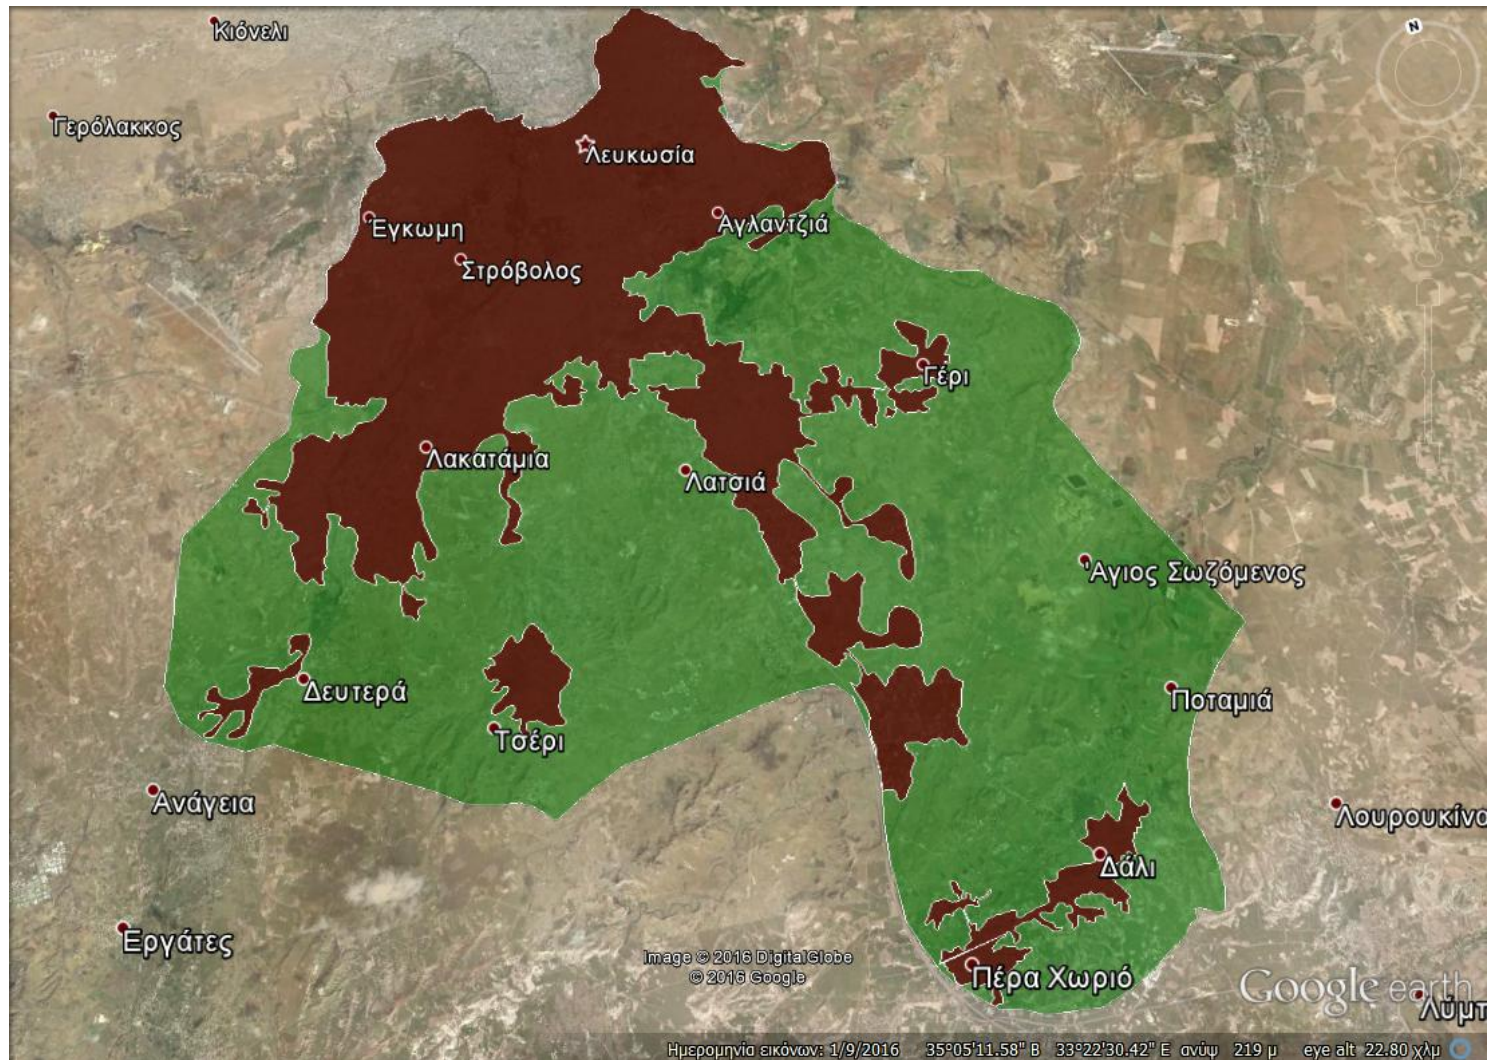 Κιόνελι
N
Γερόλακκος
Λευκωσία
Έγκωμη
Αγλαντζιά
Στρόβολος
Γέρι
Λακατάμια
Λατσιά
'Αγιος Σωζόμενος
Δευτερά
Ποταμιά
Τσέρι
Ανάγεια
Λουρουκίνα
Δάλι
Εργάτες
Image © 2016 DigitalGlobe
© 2016 Google
Πέρα Χωριό
Google earth
Λύμπ
Ημερομηνία εικόνων: 1/9/2016 35°05'11.58" Β 33°22'30.42" Ε ανύψ 219 μ eye alt 22.80 χλμ